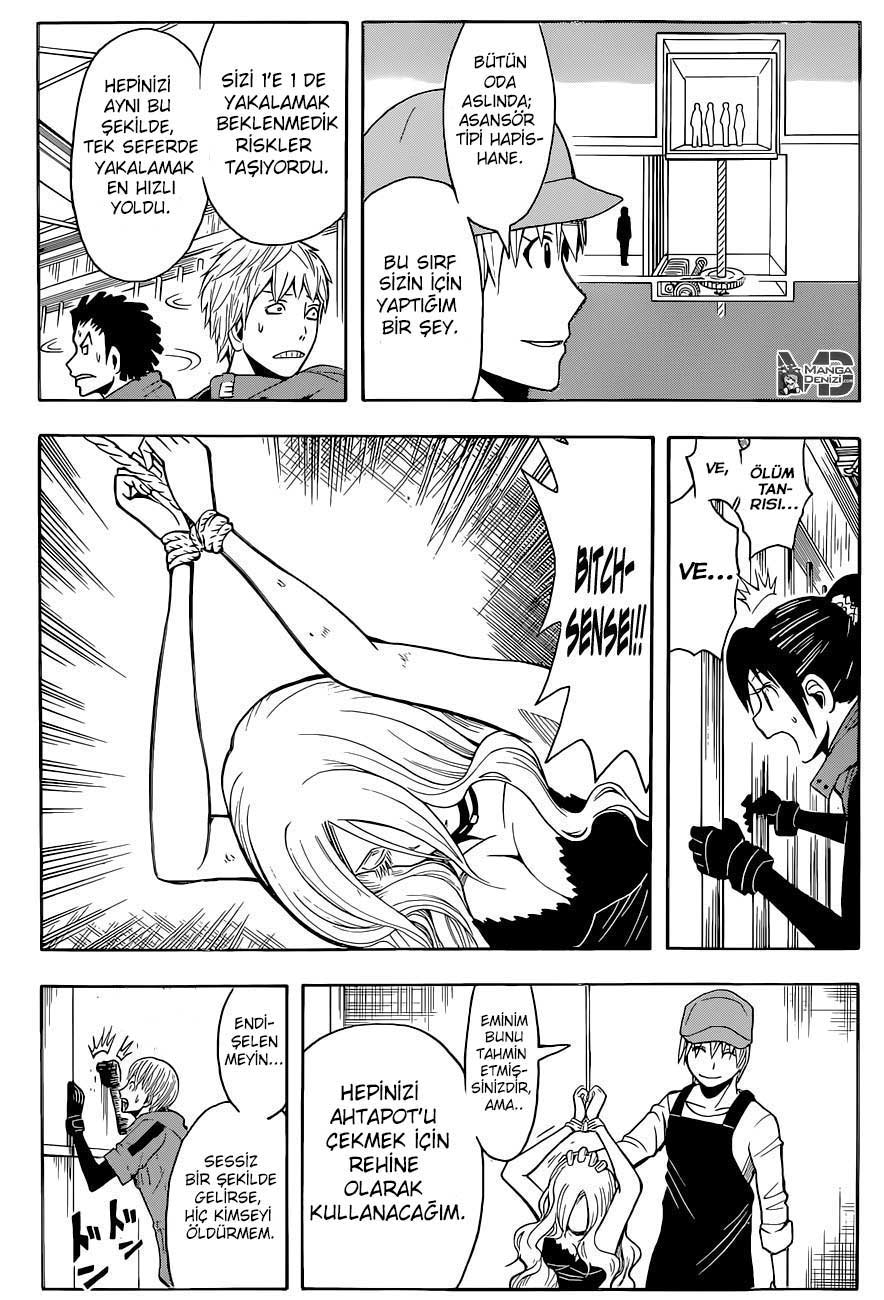 BÜTÜN
ODA
ASLINDA;
ASANSÖR
TİPİ HAPİS-
HANE.
BU SIRF
SİZİN İÇİN
YAPTIĞIM
BİR ŞEY.
MANGA
DENİZİ.com
SİZİ 1'E 1 DE
YAKALAMAK
BEKLENMEDİK
RİSKLER
TAŞIYORDU.
HEPİNİZİ
AYNI BU
ŞEKİLDE,
TEK SEFERDE
YAKALAMAK
EN HIZLI
YOLDU.
ÖLÜM
TAN-
RISI...
VE,
VE...
BITCH-
SENSEI!!
EMİNİM
BUNU
TAHMİN
ETMİŞ-
SİNİZDİR,
AMA..
HEPİNİZİ
AHTAPOT'U
ÇEKMEK İÇİN
REHİNE
OLARAK
KULLANACAĞIM.
ENDİ-
ŞELEN
MEYİN...
SESSİZ
BİR ŞEKİLDE
GELİRSE,
HİÇ KİMSEYİ
ÖLDÜRMEM.
ドドド